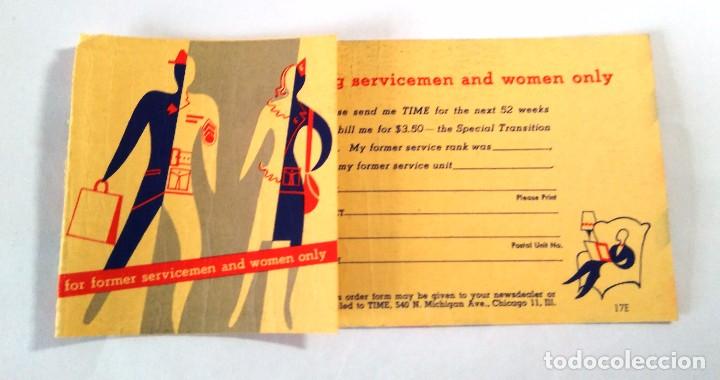 for former servicemen and women only
servicemen and women only
send me TIME for the next 52 weeks
bill me for $3.50 — the Special Transition
. My former service rank was
my former service unit
Please Print
Postal Unit No.
order form may be given to your newsdealer or
to TIME, 540 N. Michigan Ave., Chicago 11, Ill.
17E
todocoleccion